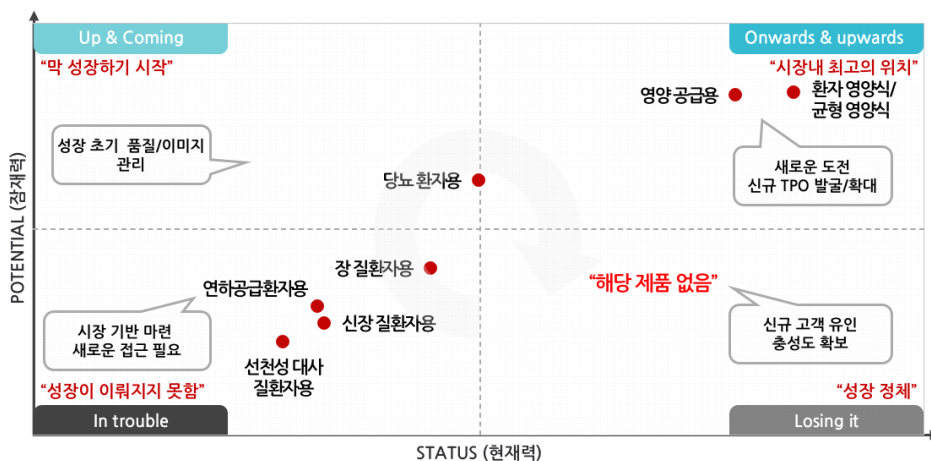 Up & Coming
Onwards & upwards
“막 성장하기 시작”
“시장내 최고의 위치”
영양 공급용
환자 영양식/
균형 영양식
성장 초기 품질/이미지
관리
새로운 도전
신규 TPO 발굴/확대
당뇨 환자용
POTENTIAL (잠재력)
장 질환자용
연하공급환자용
“해당 제품 없음”
신장 질환자용
시장 기반 마련
새로운 접근 필요
신규 고객 유인
충성도 확보
선천성 대사
질환자용
“성장이 이뤄지지 못함”
“성장 정체”
In trouble
Losing it
STATUS (현재력)